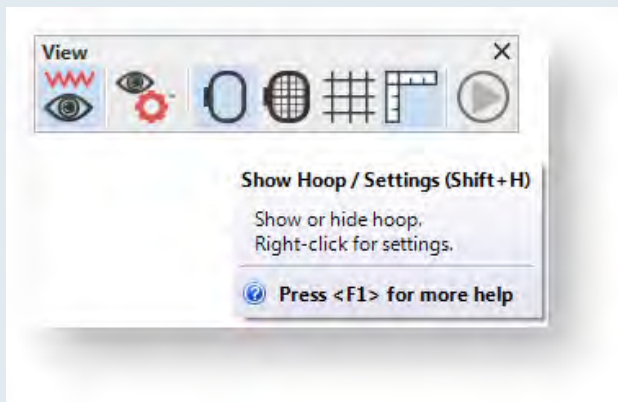 View
Show Hoop / Settings (Shift+H)
Show or hide hoop.
Right-click for settings.
Press <F1> for more help